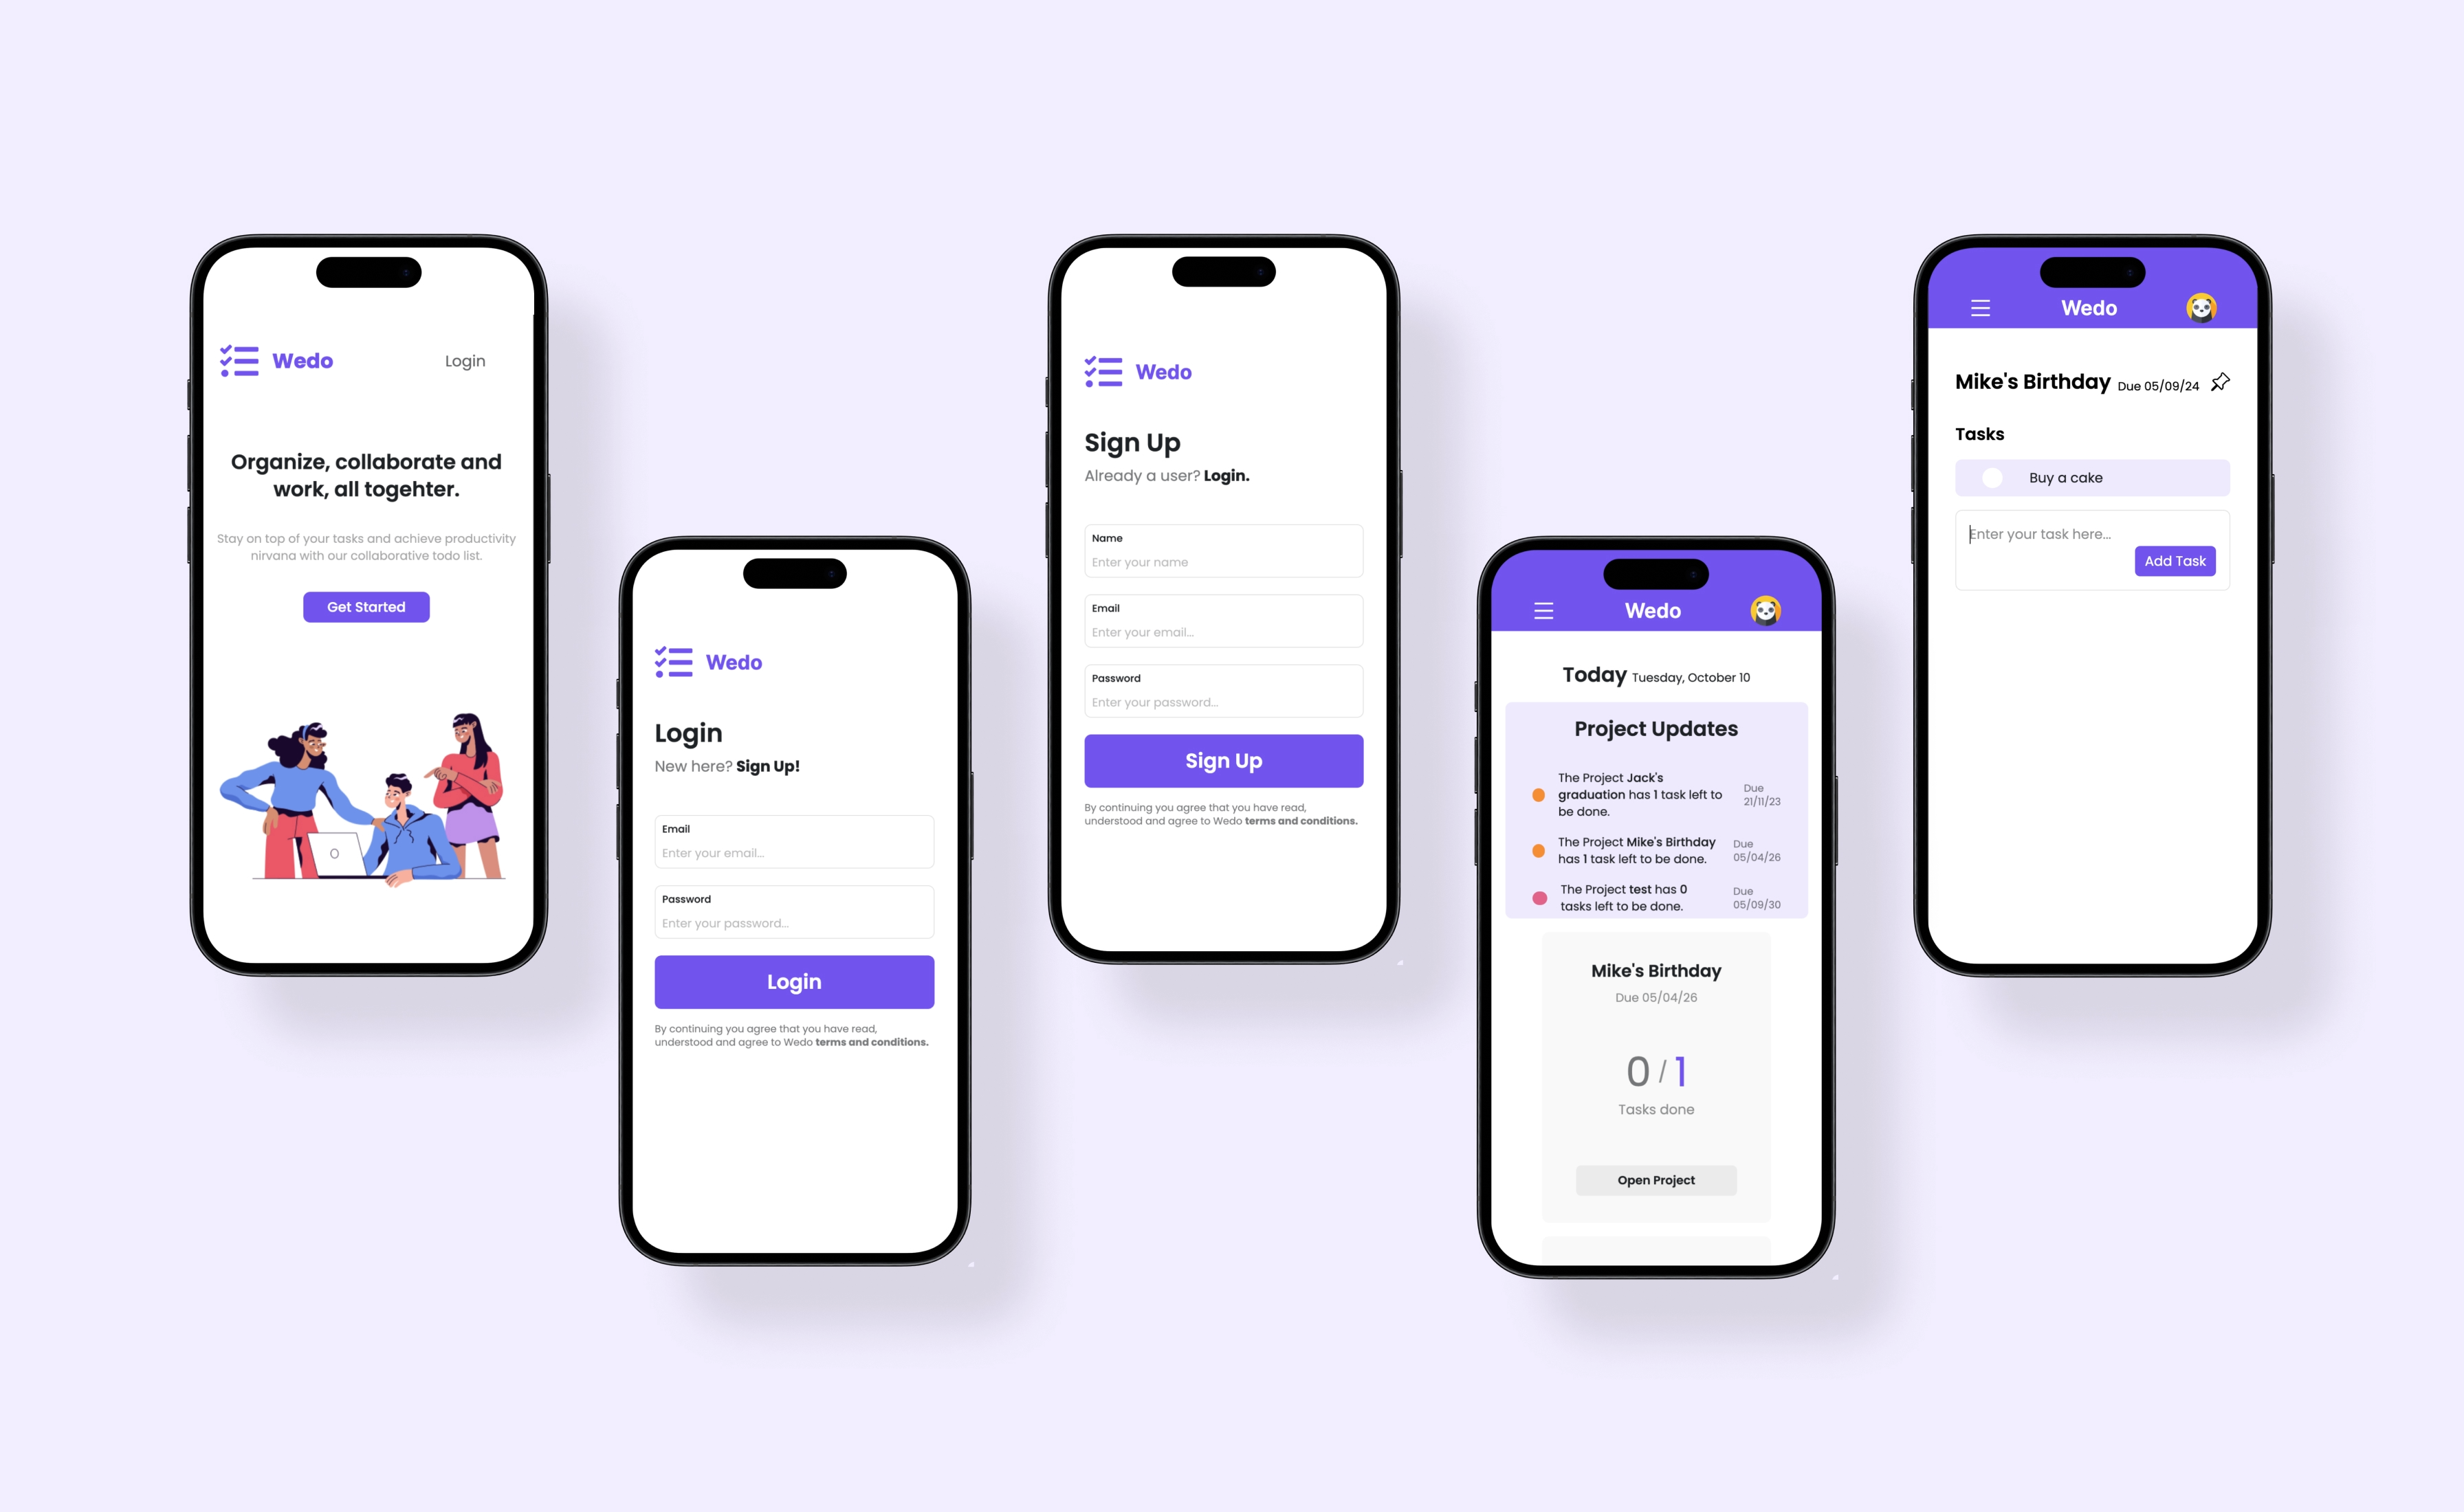 Wedo
Login
Organize, collaborate and
work, all togehter.
Stay on top of your tasks and achieve productivity
nirvana with our collaborative todo list.
Get Started
Wedo
Login
New here? Sign Up!
Email
Enter your email...
Password
Enter your password...
Login
By continuing you agree that you have read,
understood and agree to Wedo terms and conditions.
Wedo
Sign Up
Already a user? Login.
Name
Enter your name
Email
Enter your email...
Password
Enter your password...
Sign Up
By continuing you agree that you have read,
understood and agree to Wedo terms and conditions.
Wedo
Today Tuesday, October 10
Project Updates
The Project Jack's
graduation has 1 task left to
be done.
Due
21/11/23
The Project Mike's Birthday
has 1 task left to be done.
Due
05/04/26
The Project test has 0
tasks left to be done.
Due
05/09/30
Mike's Birthday
Due 05/04/26
0 / 1
Tasks done
Open Project
Wedo
Mike's Birthday Due 05/09/24
Tasks
Buy a cake
Enter your task here...
Add Task